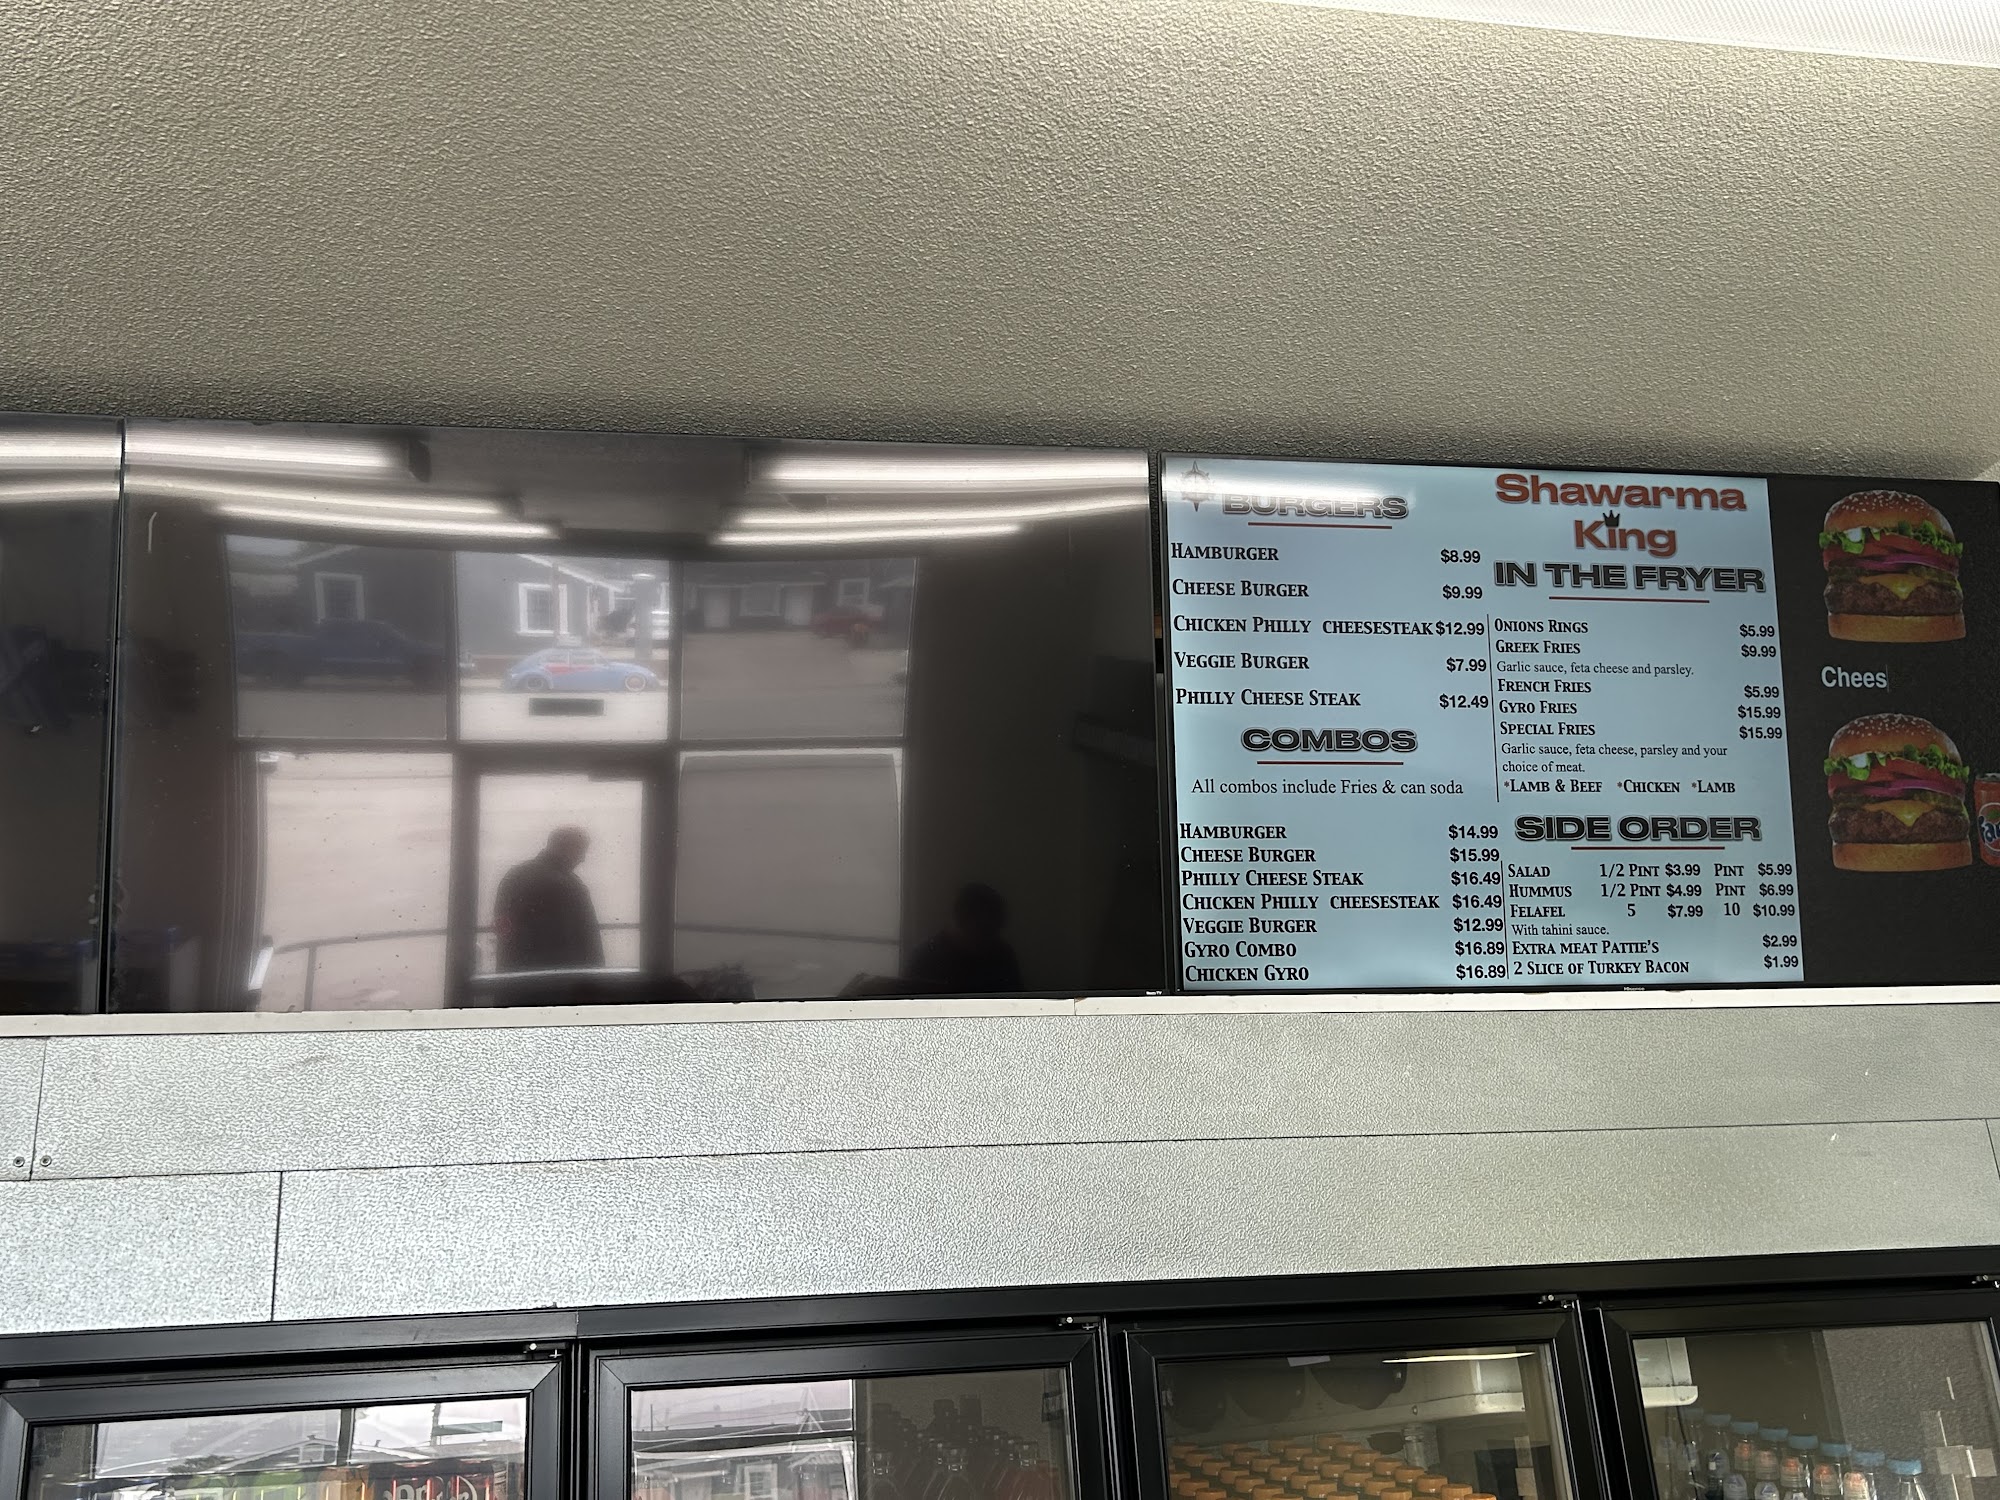 BURGERS
HAMBURGER $8.99
CHEESE BURGER $9.99
CHICKEN PHILLY CHEESESTEAK $12.99
VEGGIE BURGER $7.99
PHILLY CHEESE STEAK $12.49
COMBOS
All combos include Fries & can soda
HAMBURGER $14.99
CHEESE BURGER $15.99
PHILLY CHEESE STEAK $16.49
CHICKEN PHILLY CHEESESTEAK $16.49
VEGGIE BURGER $12.99
GYRO COMBO $16.89
CHICKEN GYRO $16.89
Shawarma
King
IN THE FRYER
ONIONS RINGS $5.99
GREEK FRIES $9.99
Garlic sauce, feta cheese and parsley.
FRENCH FRIES $5.99
GYRO FRIES $15.99
SPECIAL FRIES $15.99
Garlic sauce, feta cheese, parsley and your
choice of meat.
*LAMB & BEEF *CHICKEN *LAMB
SIDE ORDER
SALAD 1/2 PINT $3.99 PINT $5.99
HUMMUS 1/2 PINT $4.99 PINT $6.99
FELAFEL 5 $7.99 10 $10.99
With tahini sauce.
EXTRA MEAT PATTIE'S $2.99
2 SLICE OF TURKEY BACON $1.99
Chees
Hisense